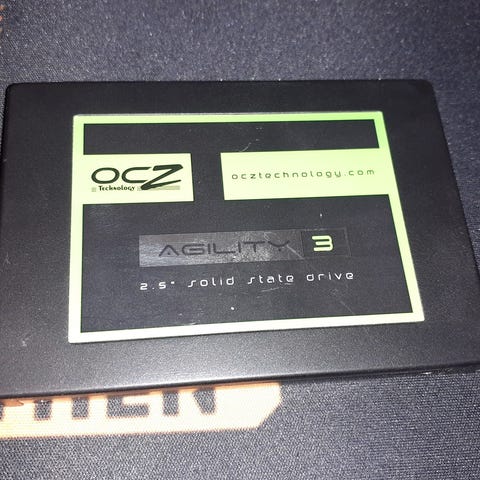 OCZ
Technology
ocztechnology.com
AGILITY 3
2.5" solid state drive